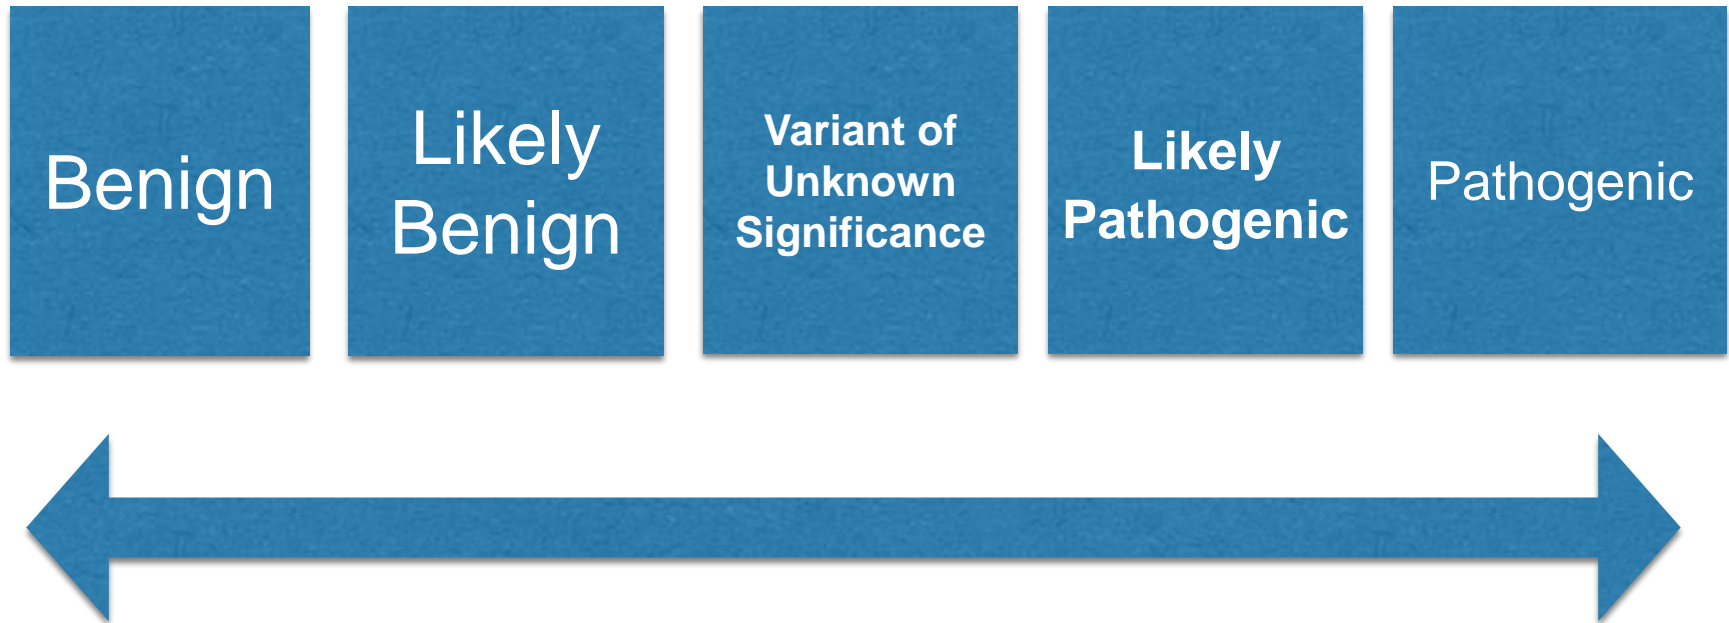 Benign
Likely
Benign
Variant of
Unknown
Significance
Likely
Pathogenic
Pathogenic